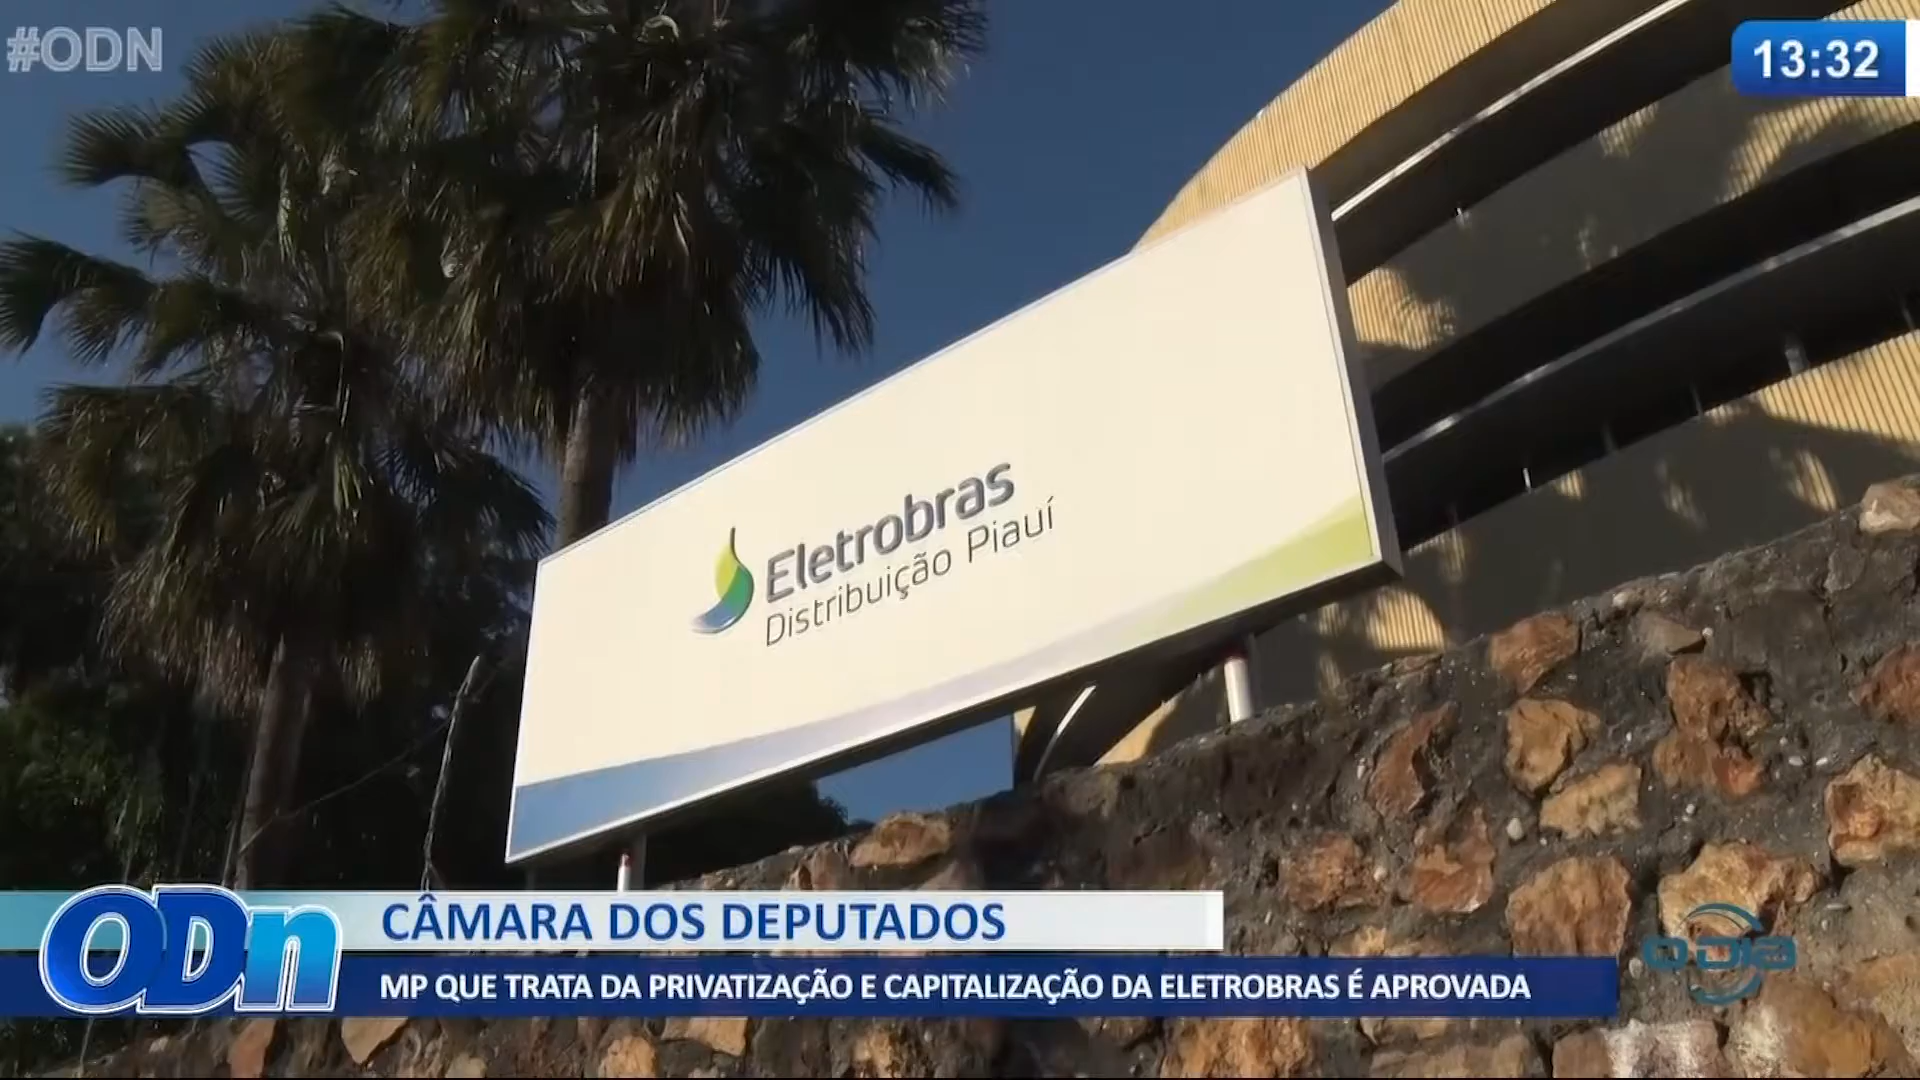 #ODN
13:32
Eletrobras
Distribuição Piauí
ODn
CÂMARA DOS DEPUTADOS
MP QUE TRATA DA PRIVATIZAÇÃO E CAPITALIZAÇÃO DA ELETROBRAS É APROVADA
O DIA